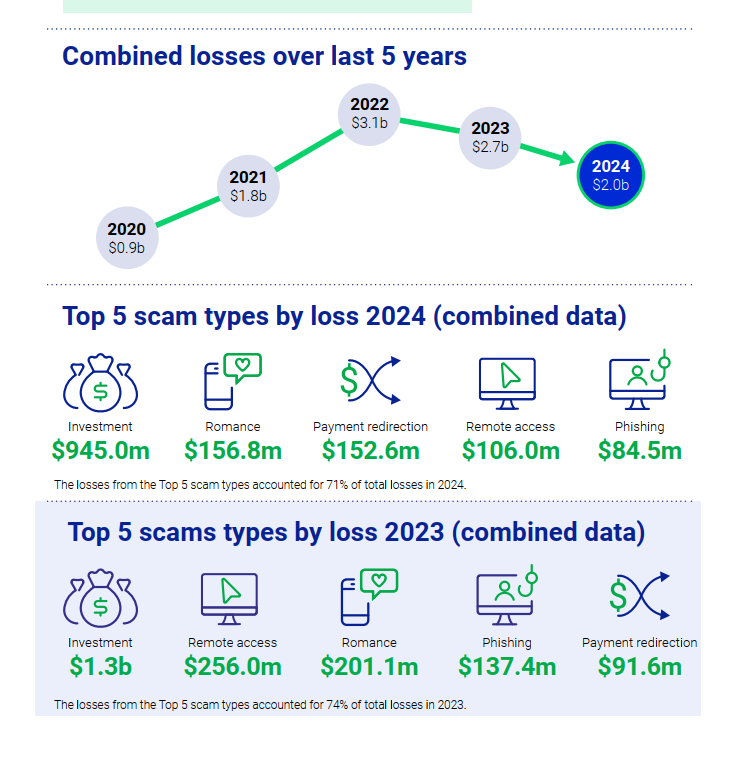 Combined losses over last 5 years
2022
$3.1b
2023
$2.7b
2024
$2.0b
2021
$1.8b
2020
$0.9b
Top 5 scam types by loss 2024 (combined data)
$
$
Investment
Romance
Payment redirection
Remote access
Phishing
$945.0m
$156.8m
$152.6m
$106.0m
$84.5m
The losses from the Top 5 scam types accounted for 71% of total losses in 2024.
Top 5 scams types by loss 2023 (combined data)
$
$
Investment
Remote access
Romance
Phishing
Payment redirection
$1.3b
$256.0m
$201.1m
$137.4m
$91.6m
The losses from the Top 5 scam types accounted for 74% of total losses in 2023.